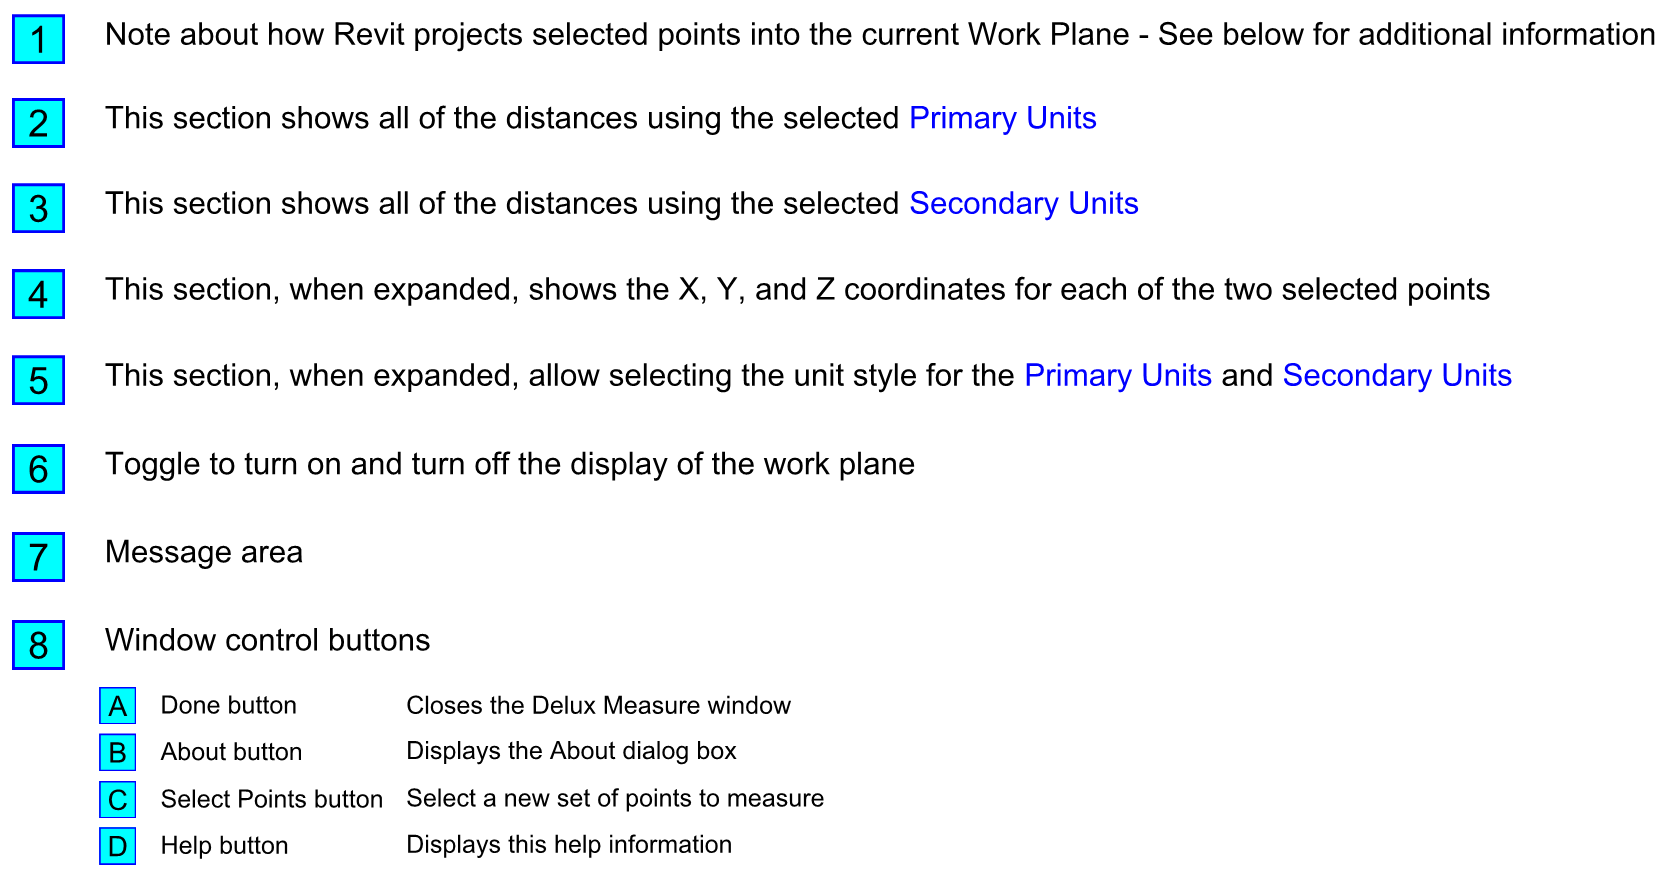 1 Note about how Revit projects selected points into the current Work Plane - See below for additional information
2 This section shows all of the distances using the selected Primary Units
3 This section shows all of the distances using the selected Secondary Units
4 This section, when expanded, shows the X, Y, and Z coordinates for each of the two selected points
5 This section, when expanded, allow selecting the unit style for the Primary Units and Secondary Units
6 Toggle to turn on and turn off the display of the work plane
7 Message area
8 Window control buttons
A Done button Closes the Delux Measure window
B About button Displays the About dialog box
C Select Points button Select a new set of points to measure
D Help button Displays this help information